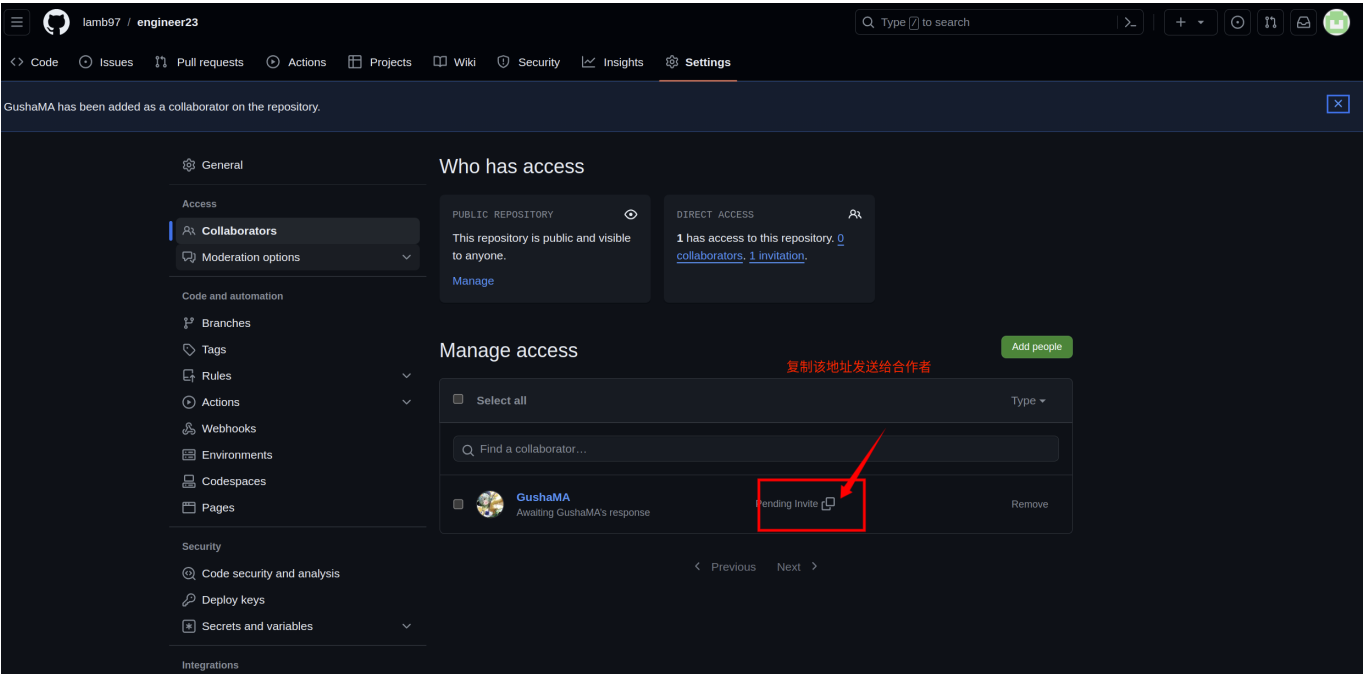 lamb97 / engineer23
Type / to search
Code Issues Pull requests Actions Projects Wiki Security Insights Settings
GushaMA has been added as a collaborator on the repository.
General
Access
Collaborators
Moderation options
Code and automation
Branches
Tags
Rules
Actions
Webhooks
Environments
Codespaces
Pages
Security
Code security and analysis
Deploy keys
Secrets and variables
Integrations
Who has access
PUBLIC REPOSITORY
This repository is public and visible
to anyone.
Manage
DIRECT ACCESS
1 has access to this repository. 0
collaborators. 1 invitation.
Manage access
Add people
复制该地址发送给合作者
Select all
Type
Find a collaborator…
GushaMA
Awaiting GushaMA's response
Pending Invite
Remove
Previous Next